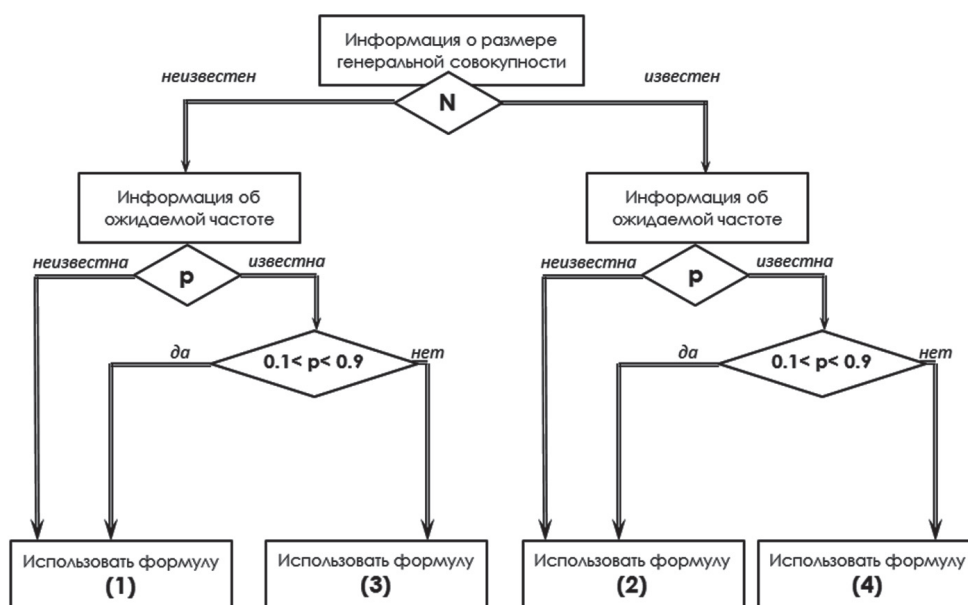 Информация о размере
генеральной совокупности
неизвестен
известен
N
Информация об
ожидаемой частоте
Информация об
ожидаемой частоте
неизвестна
p
известна
неизвестна
p
известна
да
0.1< p< 0.9
нет
да
0.1< p< 0.9
нет
Использовать формулу
(1)
Использовать формулу
(3)
Использовать формулу
(2)
Использовать формулу
(4)